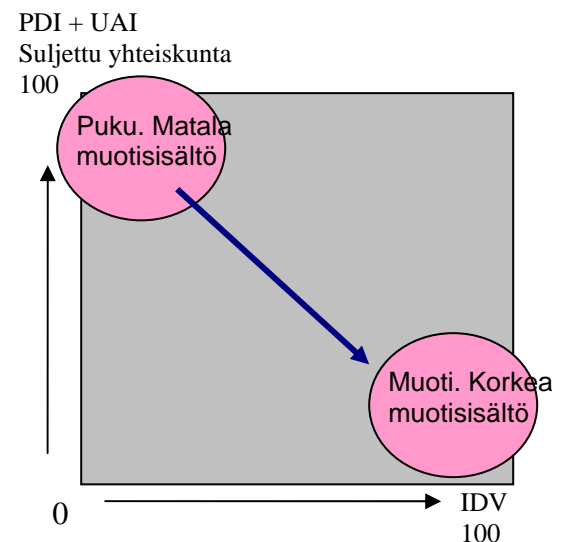 PDI + UAI
Suljettu yhteiskunta
100
Puku. Matala
muotisisältö
Muoti. Korkea
muotisisältö
0
IDV
100